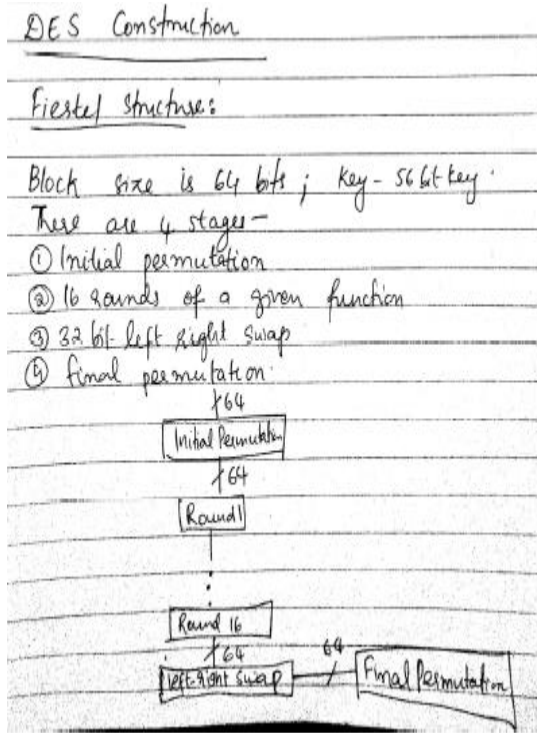 DES Construction
Fiestel Structure:
Block size is 64 bits; key - 56 bit key.
There are 4 stages -
① Initial permutation
② 16 rounds of a given function
③ 32 bit left right swap
④ final permutation.
64
Initial Permutation
64
Round 1
Round 16
64
64
left-right swap
Final Permutation